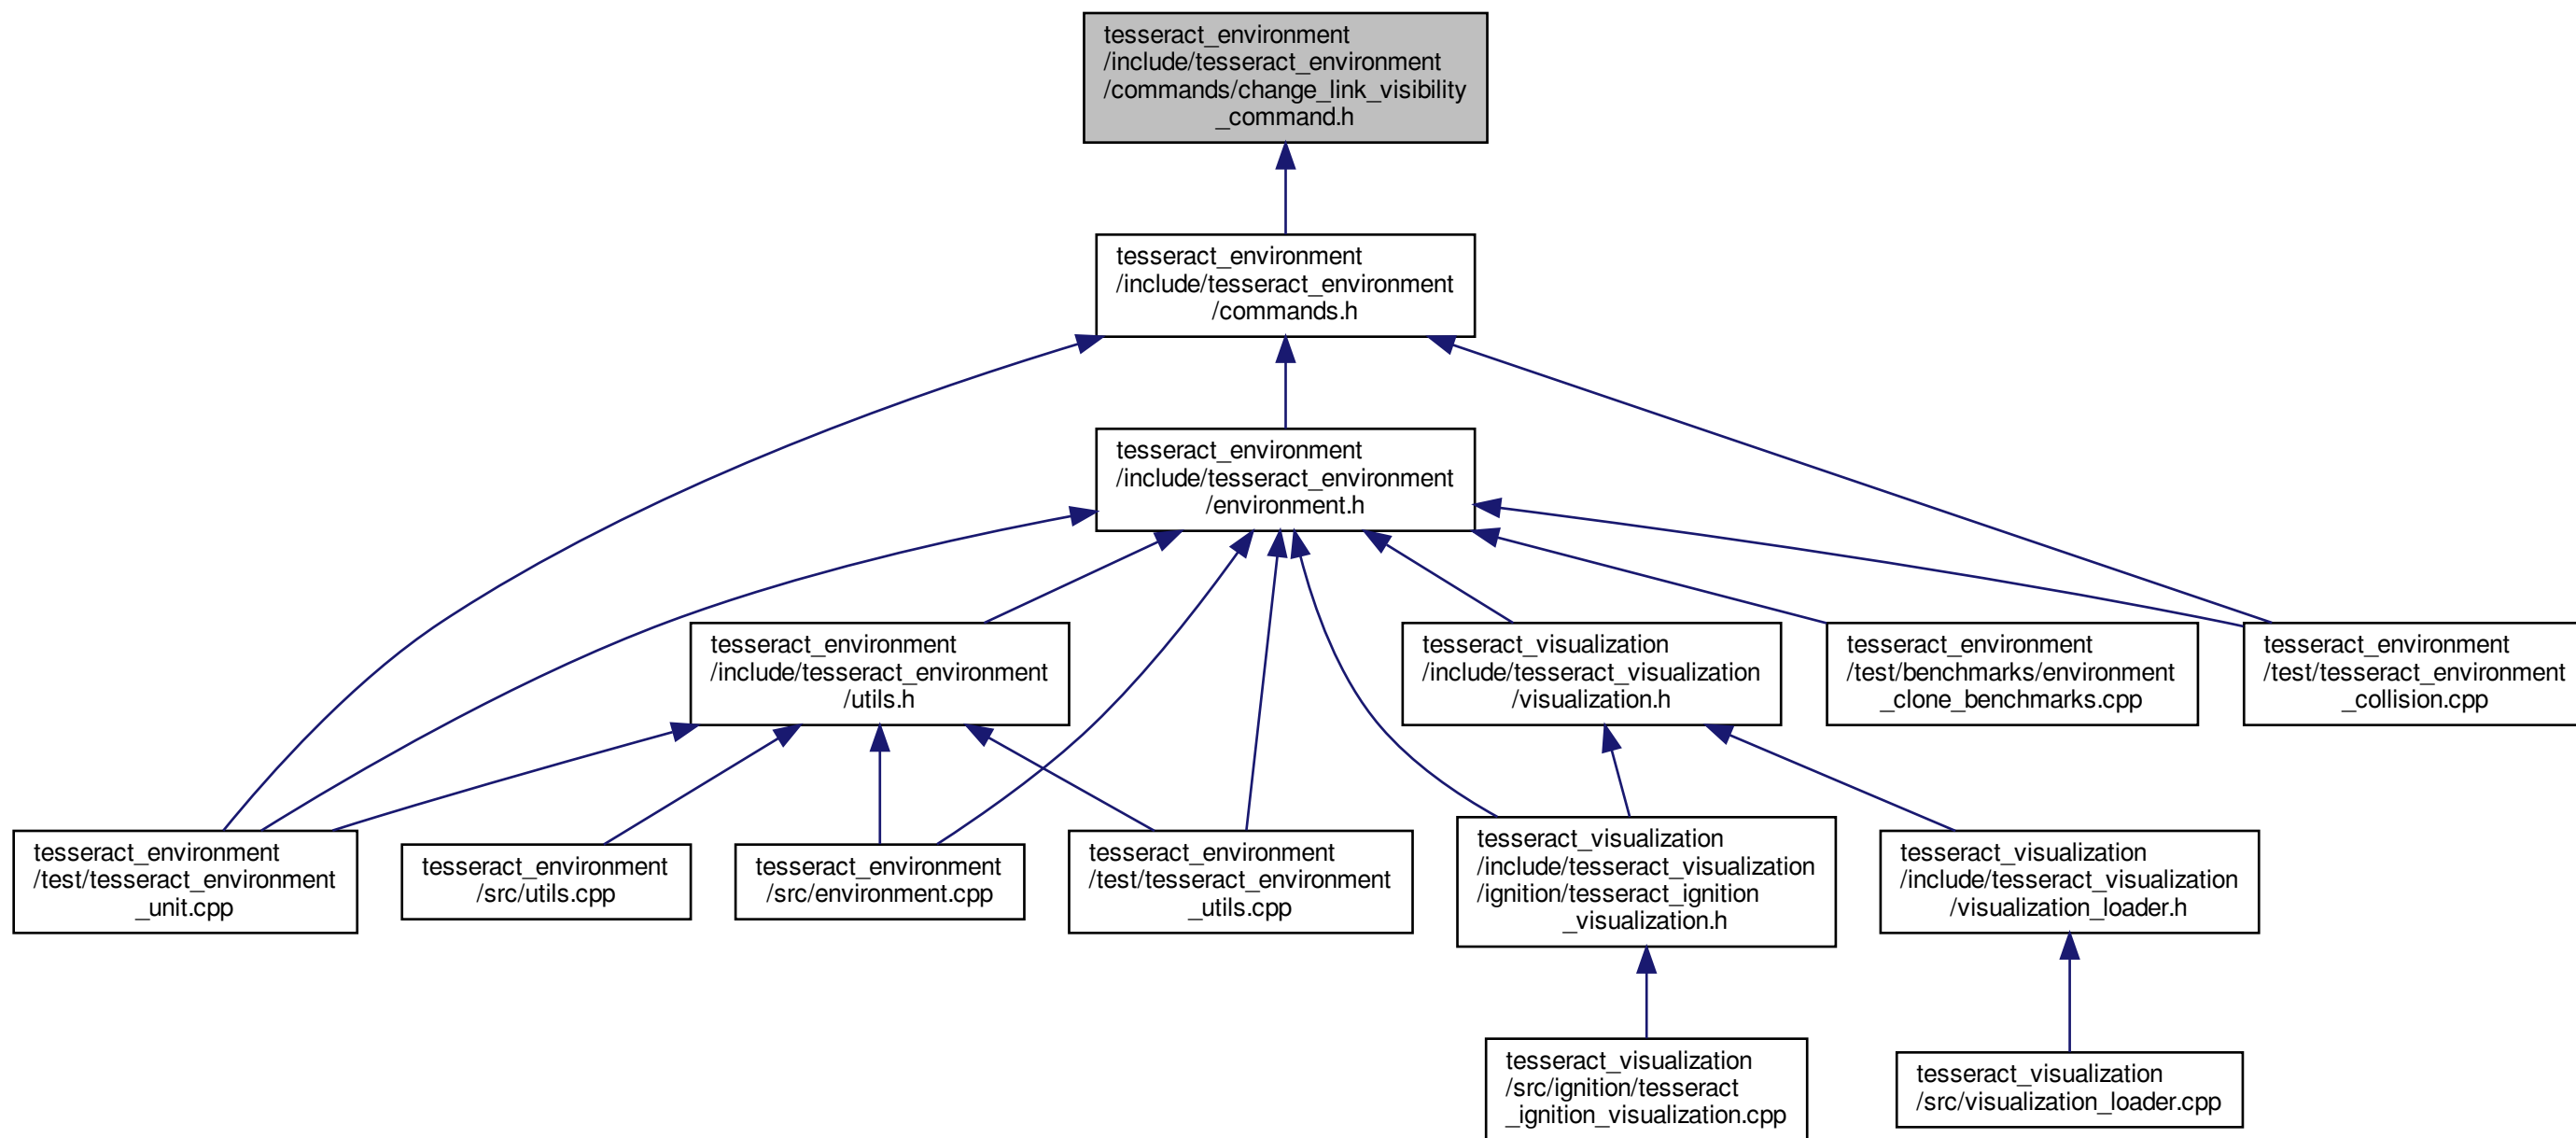 tesseract_environment
/include/tesseract_environment
/commands/change_link_visibility
_command.h
tesseract_environment
/include/tesseract_environment
/commands.h
tesseract_environment
/include/tesseract_environment
/environment.h
tesseract_environment
/include/tesseract_environment
/utils.h
tesseract_visualization
/include/tesseract_visualization
/visualization.h
tesseract_environment
/test/benchmarks/environment
_clone_benchmarks.cpp
tesseract_environment
/test/tesseract_environment
_collision.cpp
tesseract_environment
/test/tesseract_environment
_unit.cpp
tesseract_environment
/src/utils.cpp
tesseract_environment
/src/environment.cpp
tesseract_environment
/test/tesseract_environment
_utils.cpp
tesseract_visualization
/include/tesseract_visualization
/ignition/tesseract_ignition
_visualization.h
tesseract_visualization
/include/tesseract_visualization
/visualization_loader.h
tesseract_visualization
/src/ignition/tesseract
_ignition_visualization.cpp
tesseract_visualization
/src/visualization_loader.cpp